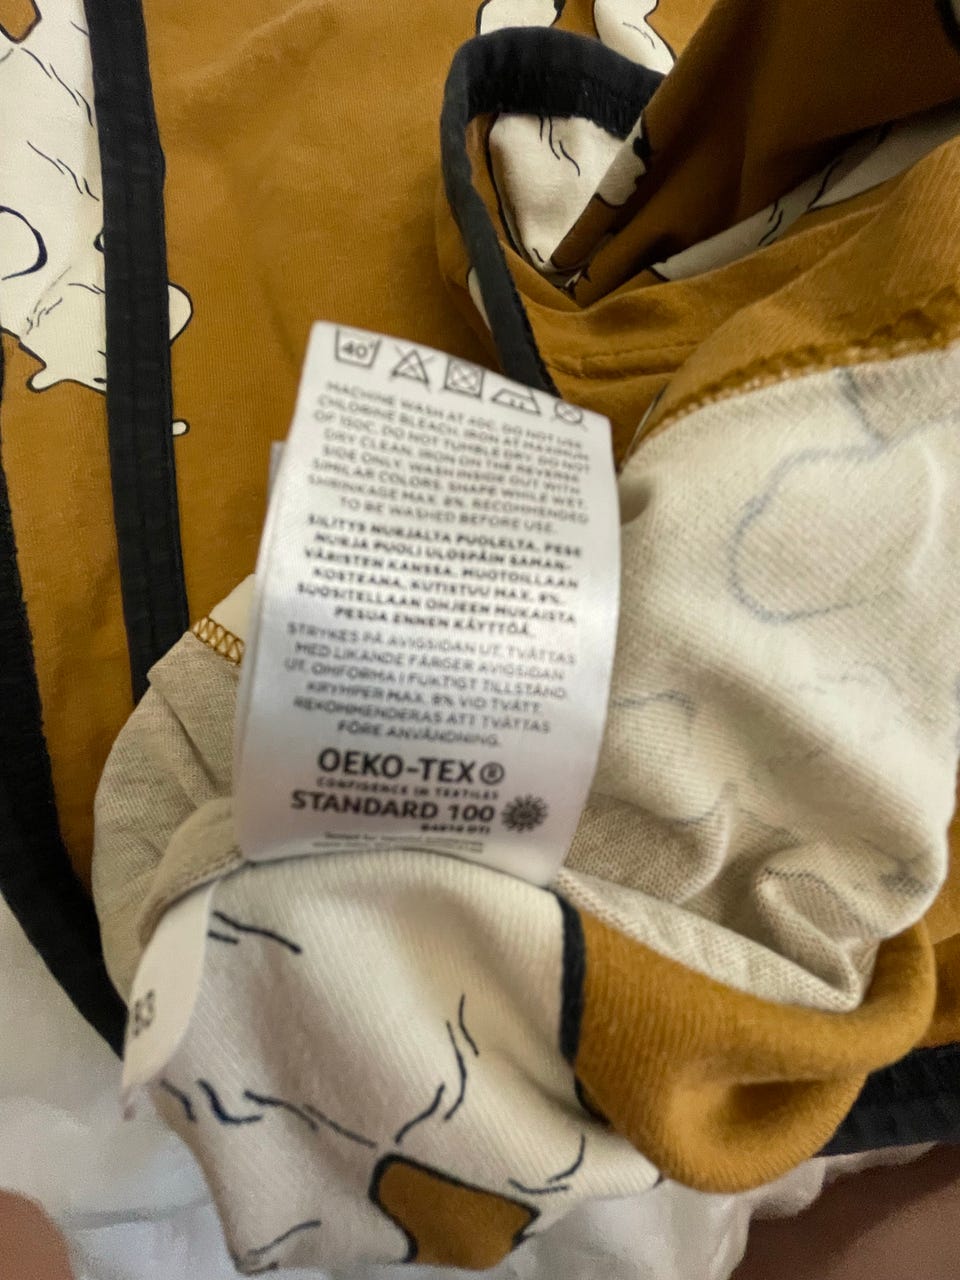 40°
MACHINE WASH AT 40C. DO NOT USE
CHLORINE BLEACH. IRON AT MAXIMUM
OF 150C. DO NOT TUMBLE DRY. DO NOT
DRY CLEAN. IRON ON THE REVERSE
SIDE ONLY. WASH INSIDE OUT WITH
SIMILAR COLORS. SHAPE WHILE WET.
SHRINKAGE MAX. 8%. RECOMMENDED
TO BE WASHED BEFORE USE.
SILITYS NURJALTA PUOLELTA. PESE
NURJA PUOLI ULOSPÄIN SAMAN-
VÄRISTEN KANSSA. MUOTOILLAAN
KOSTEANA. KUTISTUU MAX. 8%.
SUOSITELLAAN OHJEEN MUKAISTA
PESUA ENNEN KÄYTTÖÄ.
STRYKES PÅ AVIGSIDAN UT. TVÄTTAS
MED LIKANDE FÄRGER AVIGSIDAN
UT. OMFORMA I FUKTIGT TILLSTÅND.
KRYMPER MAX. 8% VID TVÄTT.
REKOMMENDERAS ATT TVÄTTAS
FÖRE ANVÄNDNING.
OEKO-TEX®
CONFIDENCE IN TEXTILES
STANDARD 100